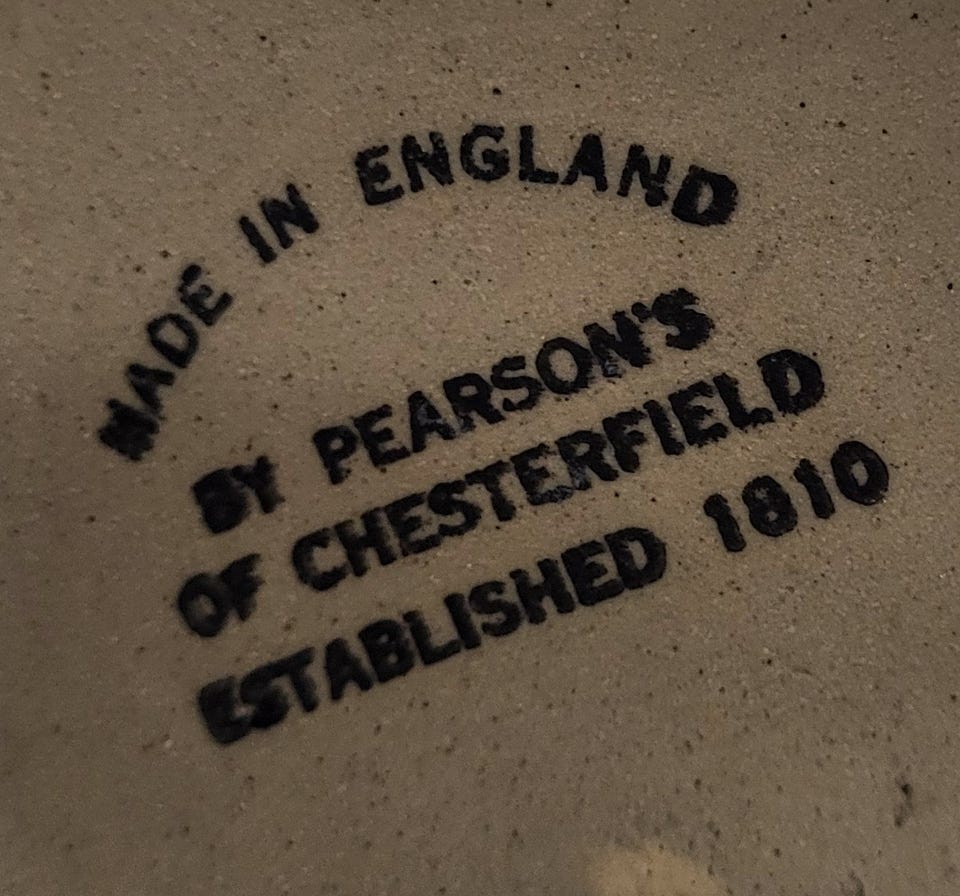 MADE IN ENGLAND
BY PEARSON'S
OF CHESTERFIELD
ESTABLISHED 1810